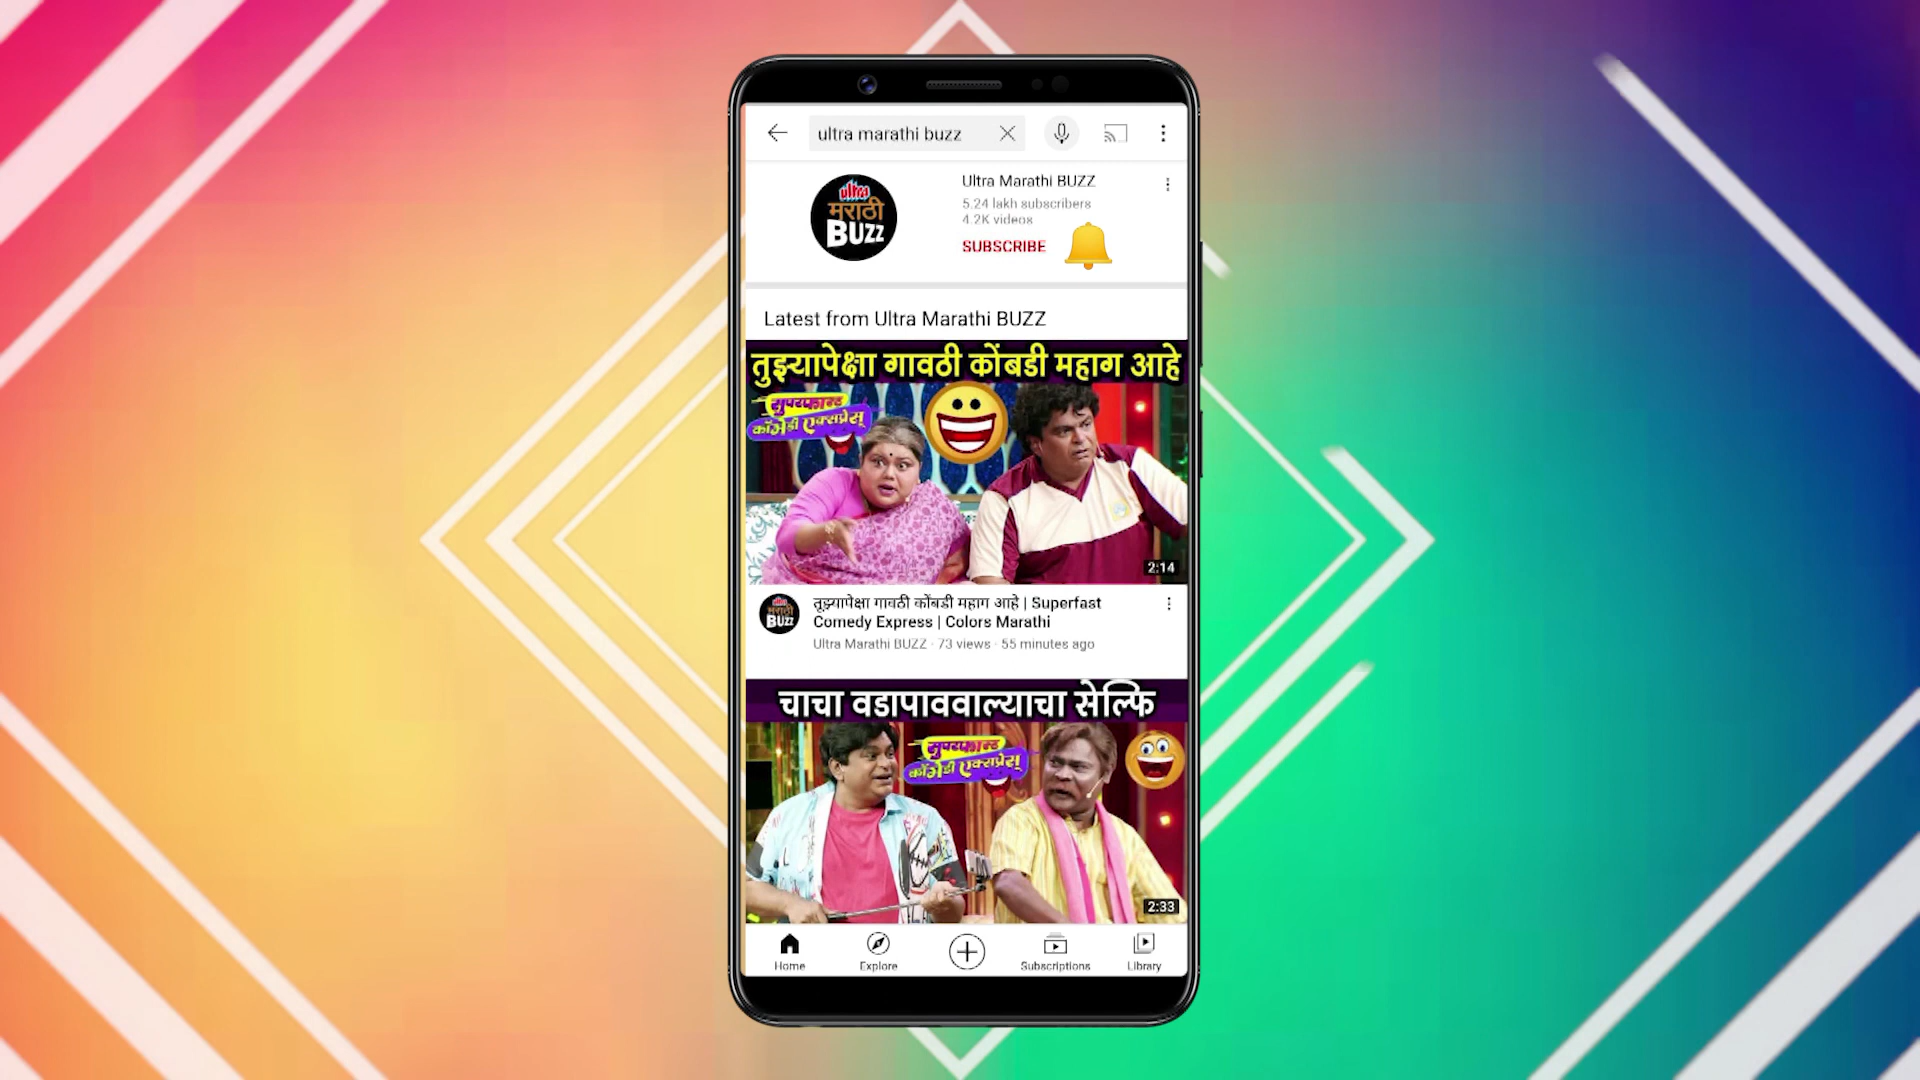 ultra marathi buzz
ultra
मराठी
BUZZ
Ultra Marathi BUZZ
5.24 lakh subscribers
4.2K videos
SUBSCRIBE
Latest from Ultra Marathi BUZZ
तुझ्यापेक्षा गावठी कोंबडी महाग आहे
सुपरफास्ट
कॉमेडी एक्सप्रेस्
2:14
ultra
मराठी
BUZZ
तूझ्यापेक्षा गावठी कोंबडी महाग आहे | Superfast
Comedy Express | Colors Marathi
Ultra Marathi BUZZ · 73 views · 55 minutes ago
चाचा वडापाववाल्याचा सेल्फि
सुपरफास्ट
कॉमेडी एक्सप्रेस्
2:33
Home
Explore
Subscriptions
Library